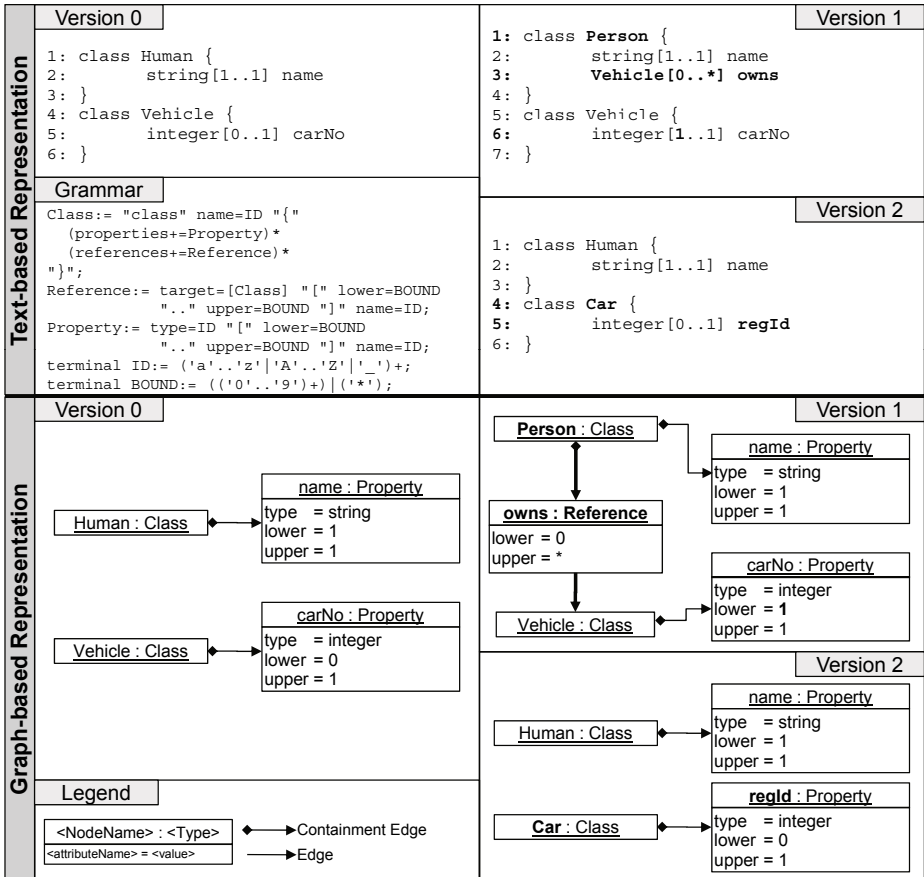 Text-based Representation
Version 0
1: class Human {
2: string[1..1] name
3: }
4: class Vehicle {
5: integer[0..1] carNo
6: }
Grammar
Class:= "class" name=ID "{"
(properties+=Property)*
(references+=Reference)*
"}";
Reference:= target=[Class] "[" lower=BOUND
".." upper=BOUND "]" name=ID;
Property:= type=ID "[" lower=BOUND
".." upper=BOUND "]" name=ID;
terminal ID:= ('a'..'z'|'A'..'Z'|'_')+;
terminal BOUND:= (('0'..'9')+)|('*');
Version 1
1: class Person {
2: string[1..1] name
3: Vehicle[0..*] owns
4: }
5: class Vehicle {
6: integer[1..1] carNo
7: }
Version 2
1: class Human {
2: string[1..1] name
3: }
4: class Car {
5: integer[0..1] regId
6: }
Graph-based Representation
Version 0
Human : Class
name : Property
type = string
lower = 1
upper = 1
Vehicle : Class
carNo : Property
type = integer
lower = 0
upper = 1
Legend
<NodeName> : <Type>
<attributeName> = <value>
Containment Edge
Edge
Version 1
Person : Class
name : Property
type = string
lower = 1
upper = 1
owns : Reference
lower = 0
upper = *
Vehicle : Class
carNo : Property
type = integer
lower = 1
upper = 1
Version 2
Human : Class
name : Property
type = string
lower = 1
upper = 1
Car : Class
regId : Property
type = integer
lower = 0
upper = 1